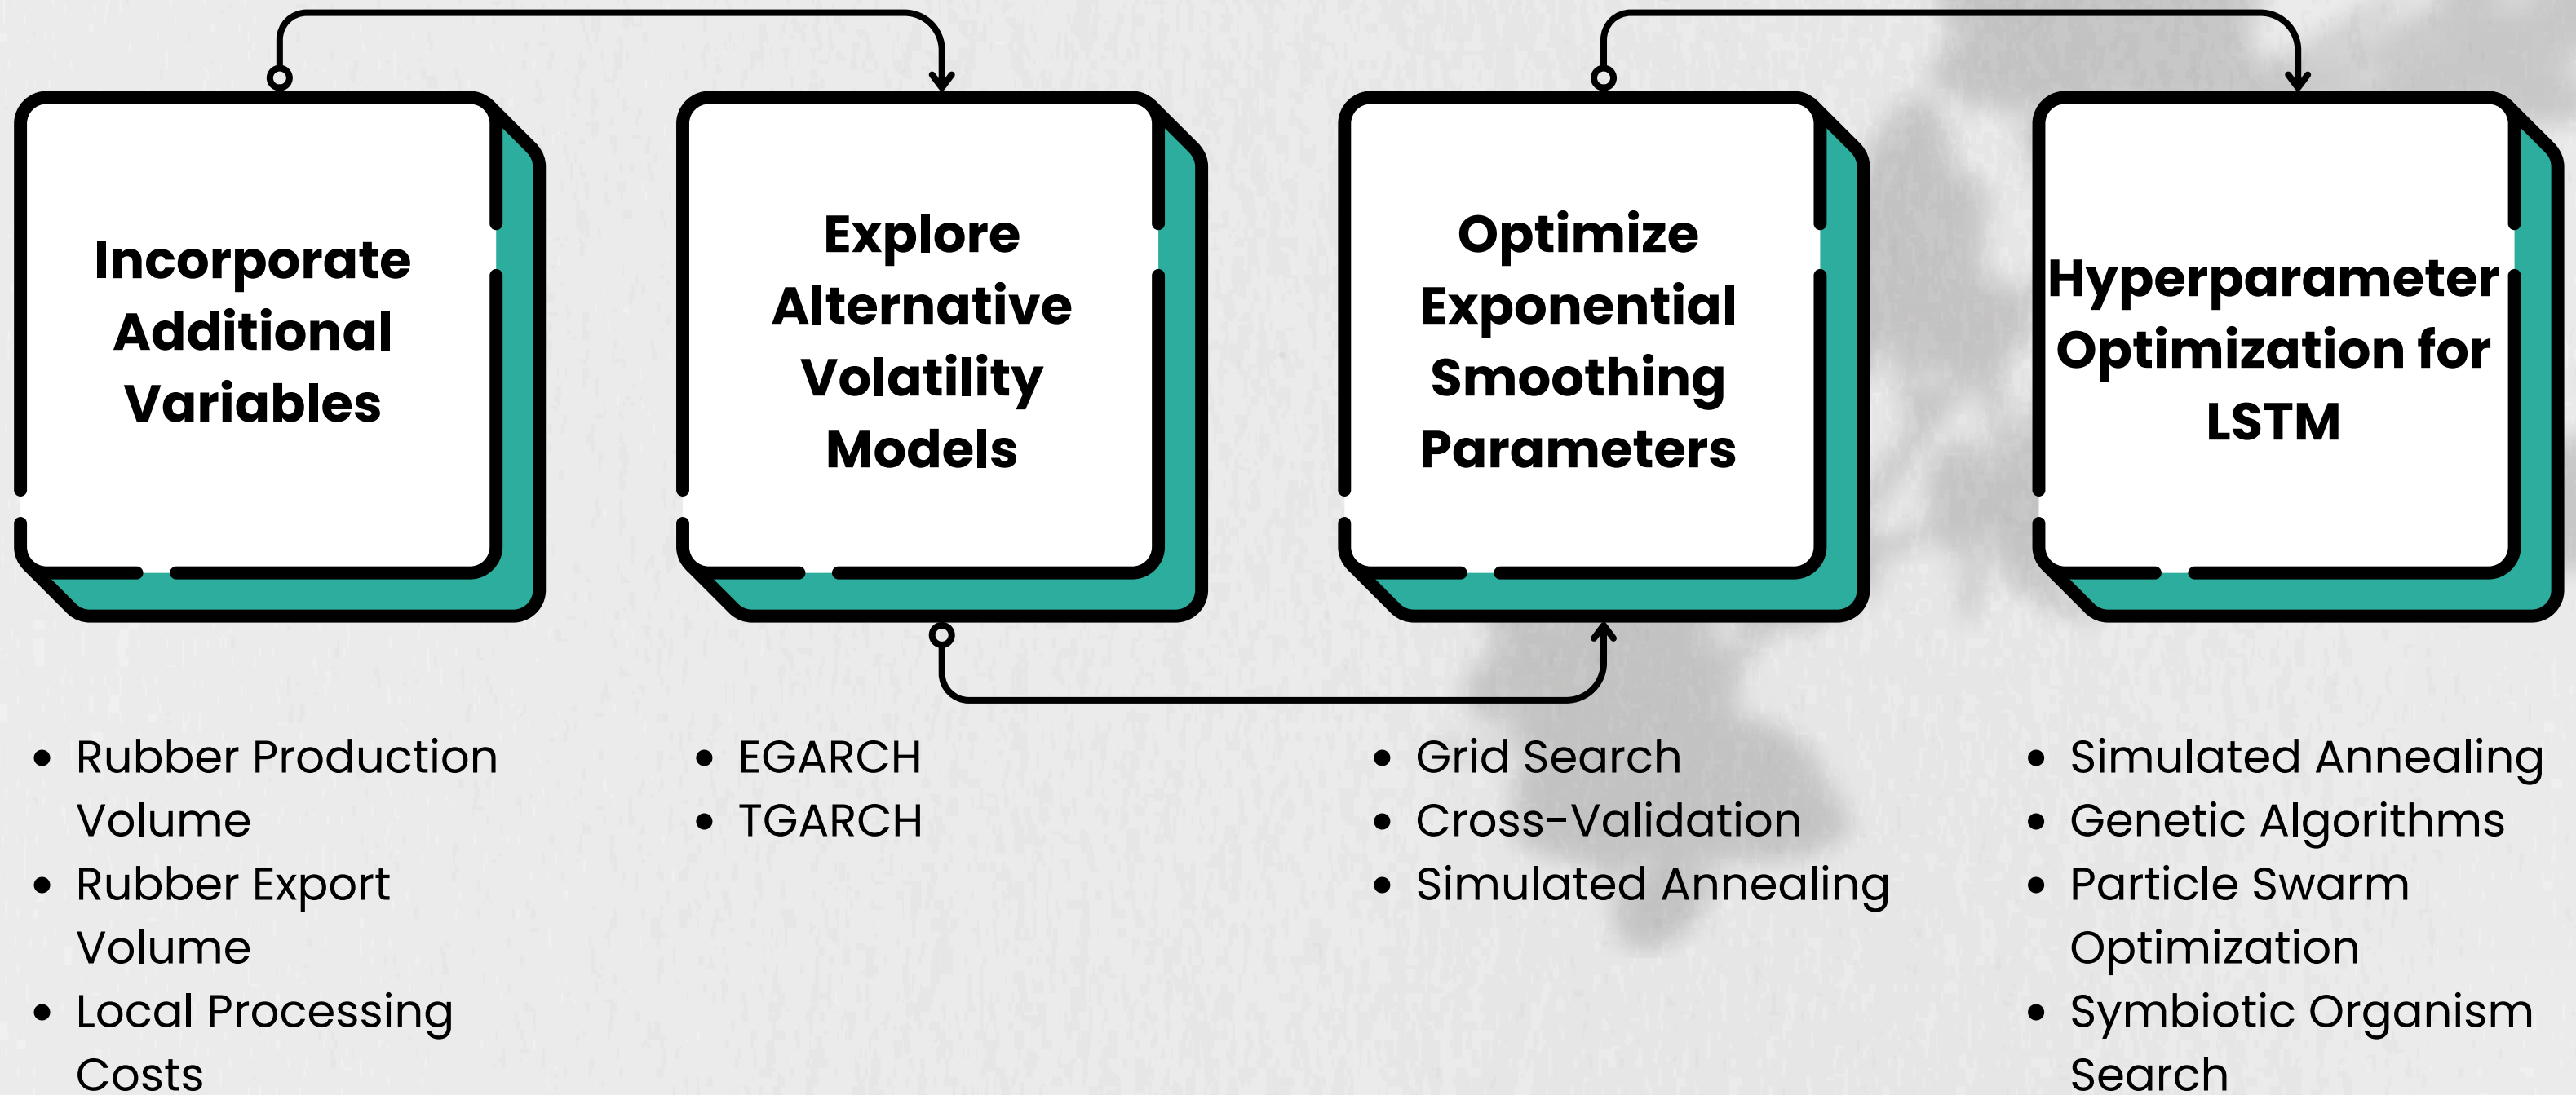 Incorporate
Additional
Variables
Explore
Alternative
Volatility
Models
Optimize
Exponential
Smoothing
Parameters
Hyperparameter
Optimization for
LSTM
• Rubber Production
Volume
• Rubber Export
Volume
• Local Processing
Costs
• EGARCH
• TGARCH
• Grid Search
• Cross-Validation
• Simulated Annealing
• Simulated Annealing
• Genetic Algorithms
• Particle Swarm
Optimization
• Symbiotic Organism
Search